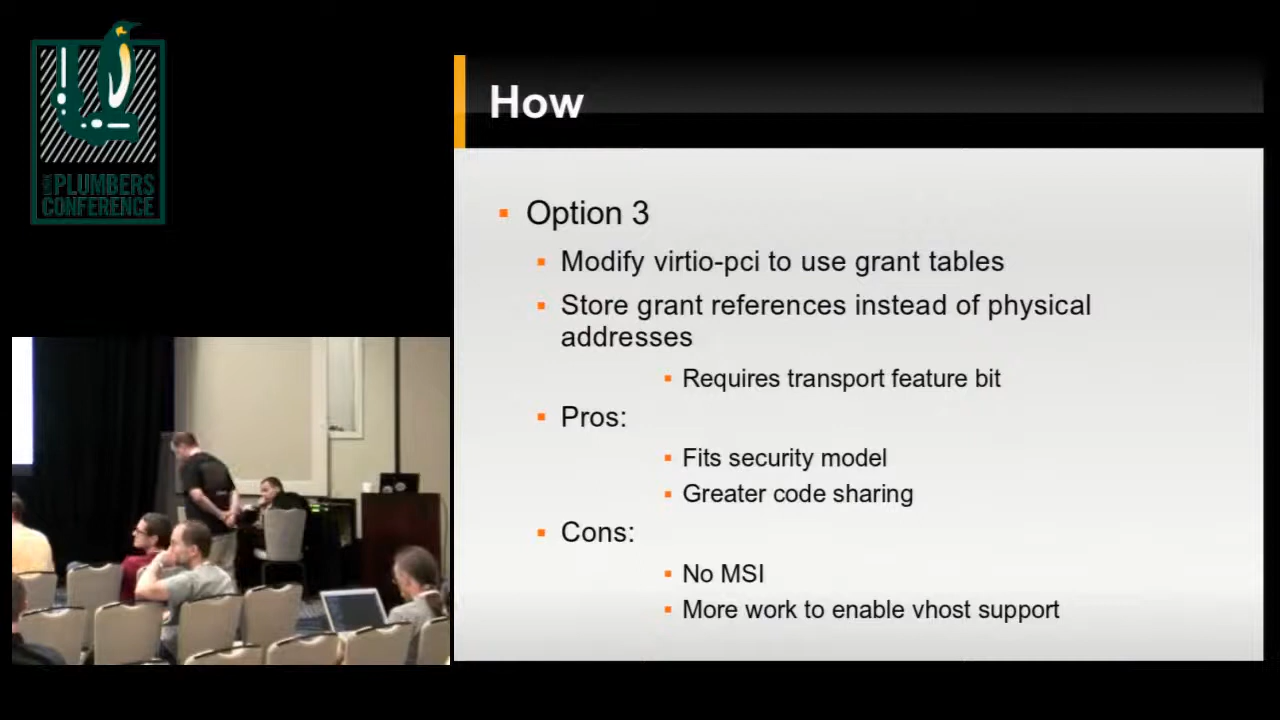 LINUX
PLUMBERS
CONFERENCE
How
Option 3
Modify virtio-pci to use grant tables
Store grant references instead of physical
addresses
Requires transport feature bit
Pros:
Fits security model
Greater code sharing
Cons:
No MSI
More work to enable vhost support